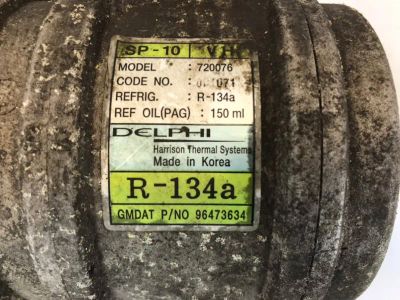 SP-10
MODEL : 720076
CODE NO. :
REFRIG. : R-134a
REF OIL(PAG) : 150 ml
DELPHI
Harrison Thermal Systems
Made in Korea
R-134a
GMDAT P/NO 96473634